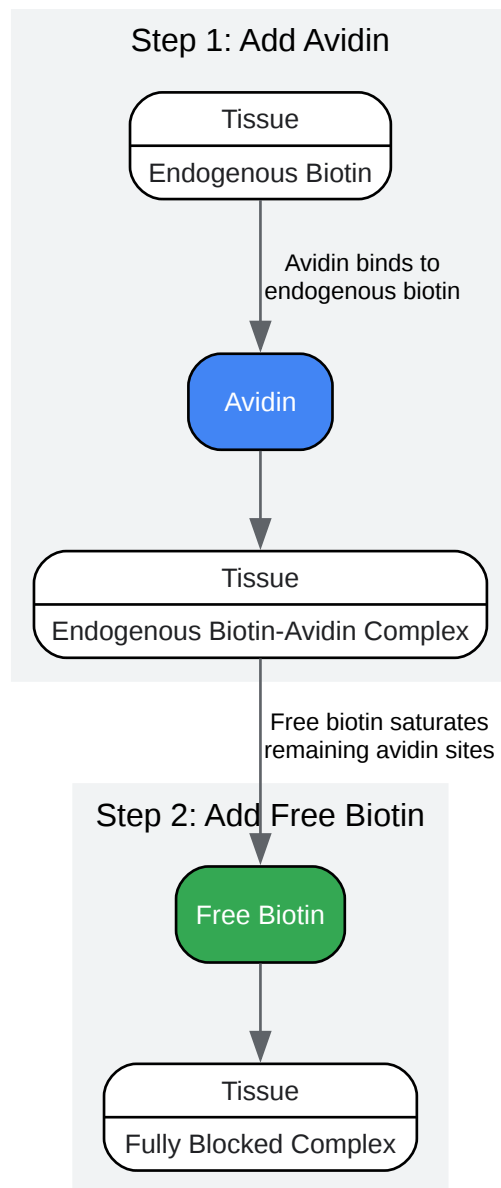 Step 1: Add Avidin
Tissue
Endogenous Biotin
Avidin binds to
endogenous biotin
Avidin
Tissue
Endogenous Biotin-Avidin Complex
Free biotin saturates
remaining avidin sites
Step 2: Add Free Biotin
Free Biotin
Tissue
Fully Blocked Complex